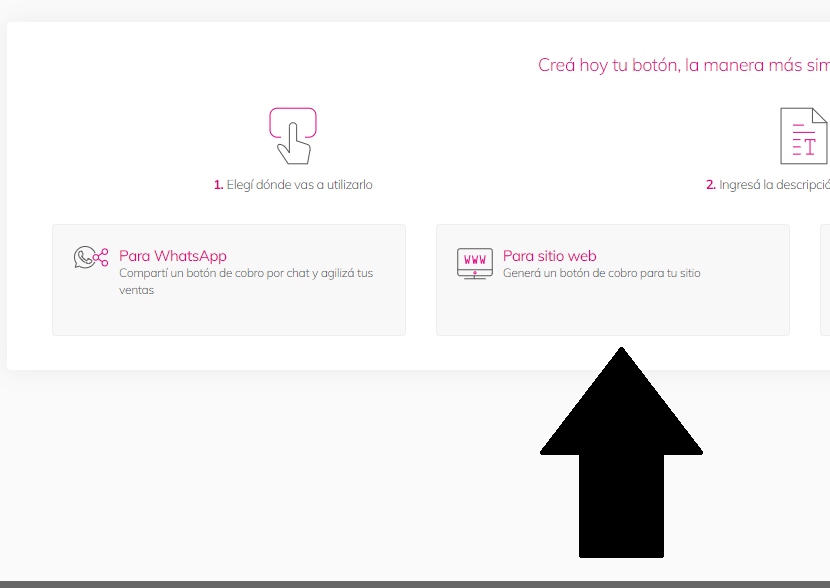 Creá hoy tu botón, la manera más sim
1. Elegí dónde vas a utilizarlo
2. Ingresá la descripció
Para WhatsApp
Compartí un botón de cobro por chat y agilizá tus
ventas
WWW
Para sitio web
Generá un botón de cobro para tu sitio